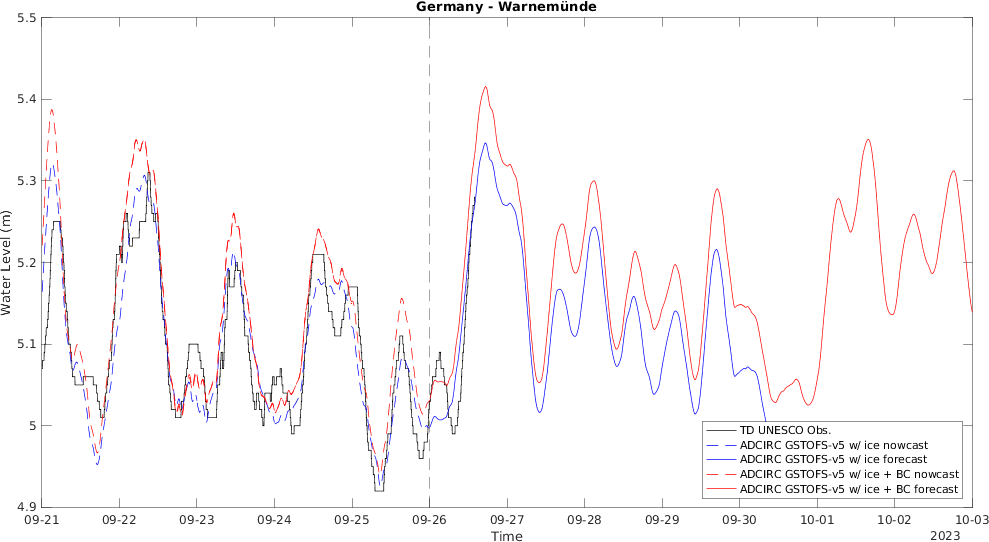 Germany - Warnemünde
Water Level (m)
5.5
5.4
5.3
5.2
5.1
5
4.9
09-21 09-22 09-23 09-24 09-25 09-26 09-27 09-28 09-29 09-30 10-01 10-02 10-03
Time
2023
TD UNESCO Obs.
ADCIRC GSTOFS-v5 w/ ice nowcast
ADCIRC GSTOFS-v5 w/ ice forecast
ADCIRC GSTOFS-v5 w/ ice + BC nowcast
ADCIRC GSTOFS-v5 w/ ice + BC forecast